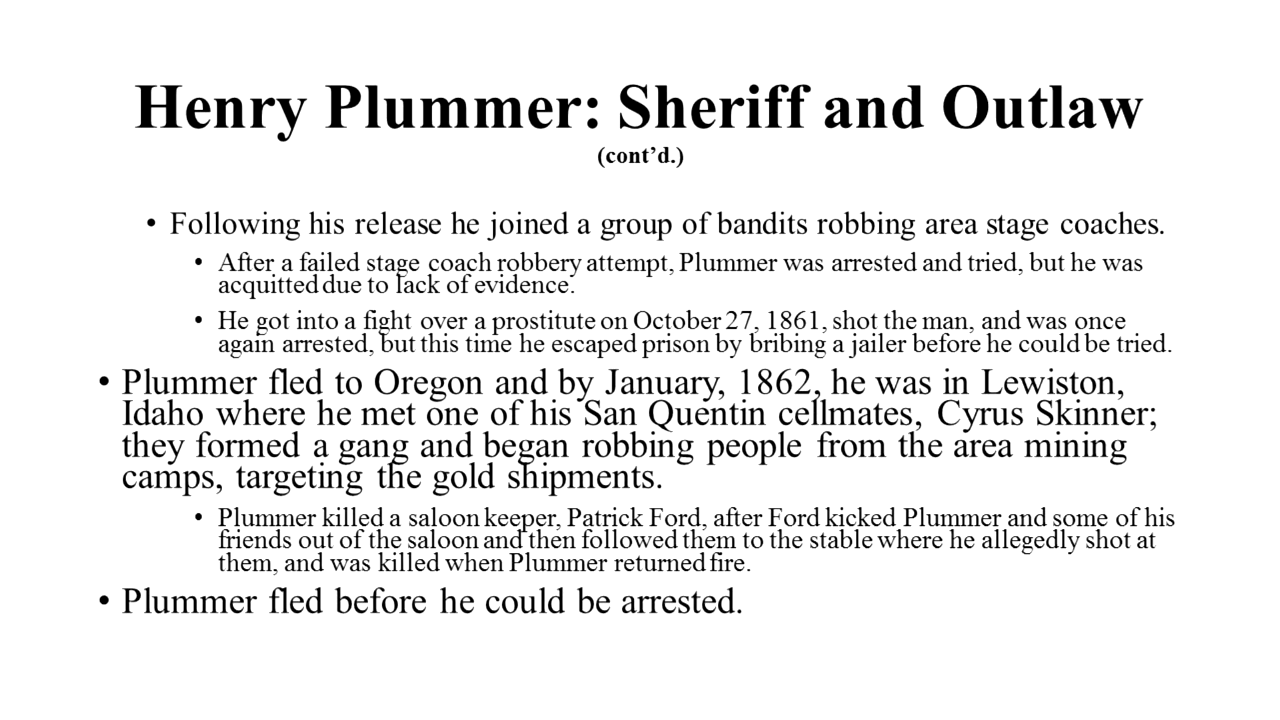 Henry Plummer: Sheriff and Outlaw
(cont’d.)
• Following his release he joined a group of bandits robbing area stage coaches.
• After a failed stage coach robbery attempt, Plummer was arrested and tried, but he was
acquitted due to lack of evidence.
• He got into a fight over a prostitute on October 27, 1861, shot the man, and was once
again arrested, but this time he escaped prison by bribing a jailer before he could be tried.
• Plummer fled to Oregon and by January, 1862, he was in Lewiston,
Idaho where he met one of his San Quentin cellmates, Cyrus Skinner;
they formed a gang and began robbing people from the area mining
camps, targeting the gold shipments.
• Plummer killed a saloon keeper, Patrick Ford, after Ford kicked Plummer and some of his
friends out of the saloon and then followed them to the stable where he allegedly shot at
them, and was killed when Plummer returned fire.
• Plummer fled before he could be arrested.